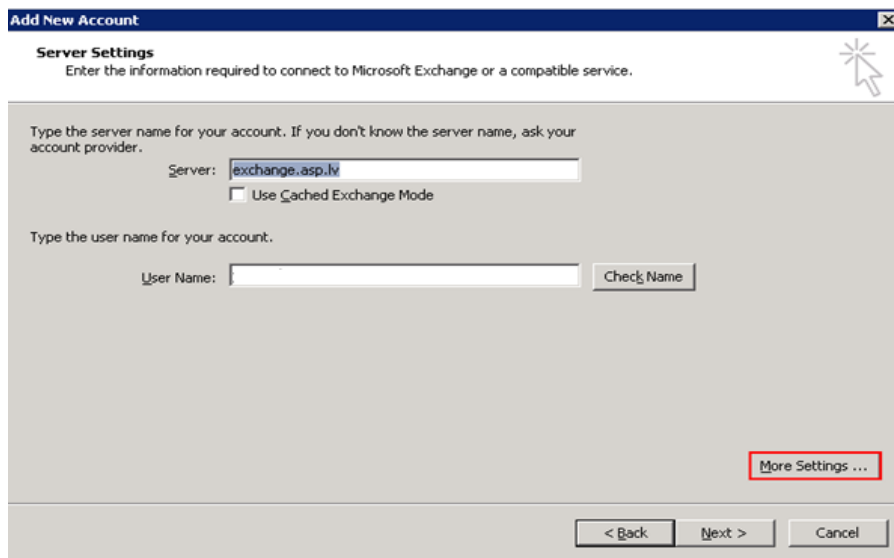 Add New Account
Server Settings
Enter the information required to connect to Microsoft Exchange or a compatible service.
Type the server name for your account. If you don't know the server name, ask your
account provider.
Server: exchange.asp.lv
Use Cached Exchange Mode
Type the user name for your account.
User Name: Check Name
More Settings ...
< Back Next > Cancel